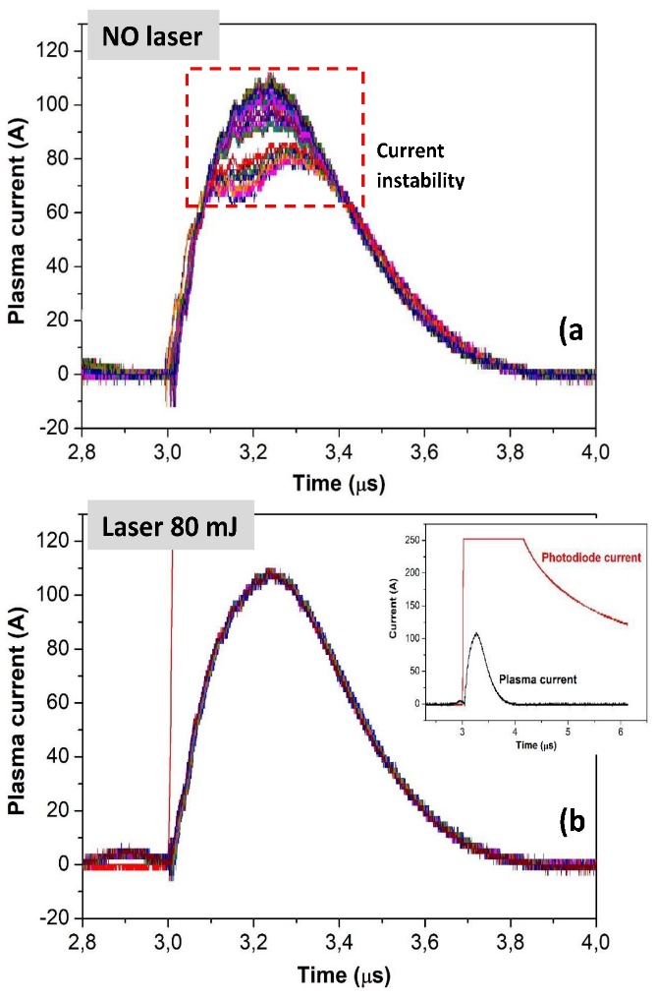 NO laser
120
100
80
60
40
20
0
-20
Plasma current (A)
Current
instability
(a
2,8 3,0 3,2 3,4 3,6 3,8 4,0
Time (μs)
Laser 80 mJ
120
100
80
60
40
20
0
-20
Plasma current (A)
250
200
150
100
50
0
Current (A)
Photodiode current
Plasma current
3 4 5 6
Time (μs)
(b
2,8 3,0 3,2 3,4 3,6 3,8 4,0
Time (μs)